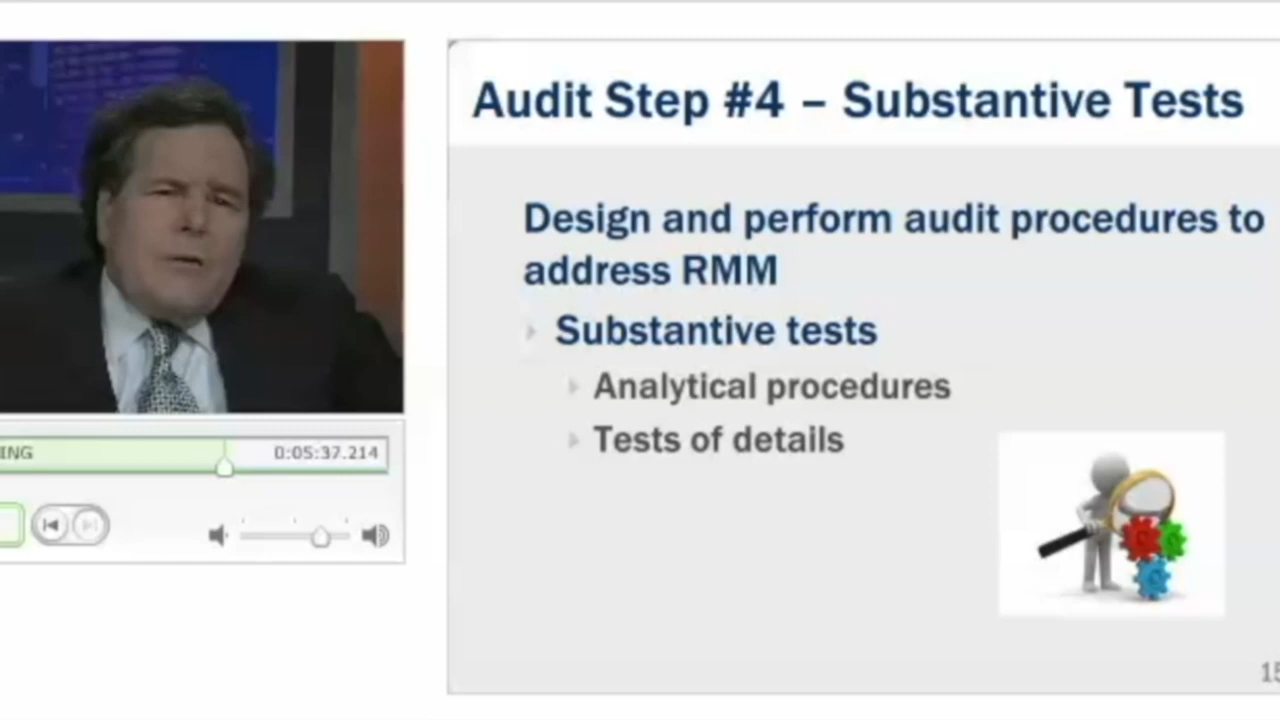 Audit Step #4 – Substantive Tests
Design and perform audit procedures to
address RMM
Substantive tests
Analytical procedures
Tests of details
ING
0:05:37.214
15